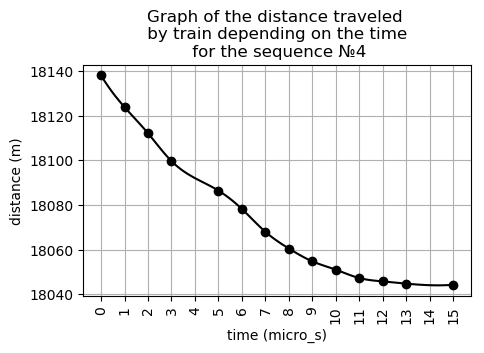 Graph of the distance traveled
by train depending on the time
for the sequence №4
18140
18120
18100
18080
18060
18040
distance (m)
0 1 2 3 4 5 6 7 8 9 10 11 12 13 14 15
time (micro_s)